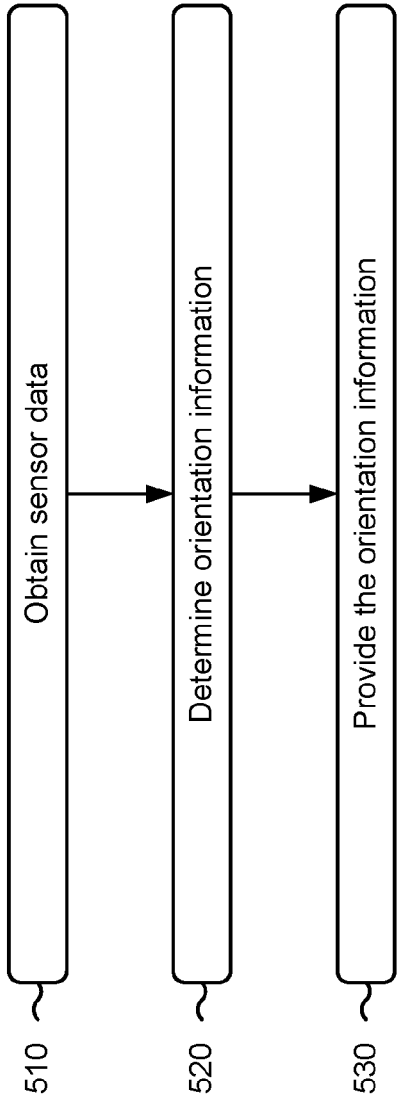 510
Obtain sensor data
520
Determine orientation information
530
Provide the orientation information